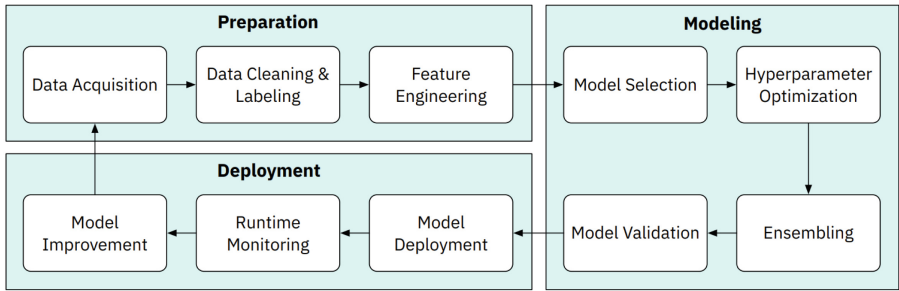 Preparation
Data Acquisition
Data Cleaning &
Labeling
Feature
Engineering
Modeling
Model Selection
Hyperparameter
Optimization
Ensembling
Model Validation
Deployment
Model
Deployment
Runtime
Monitoring
Model
Improvement